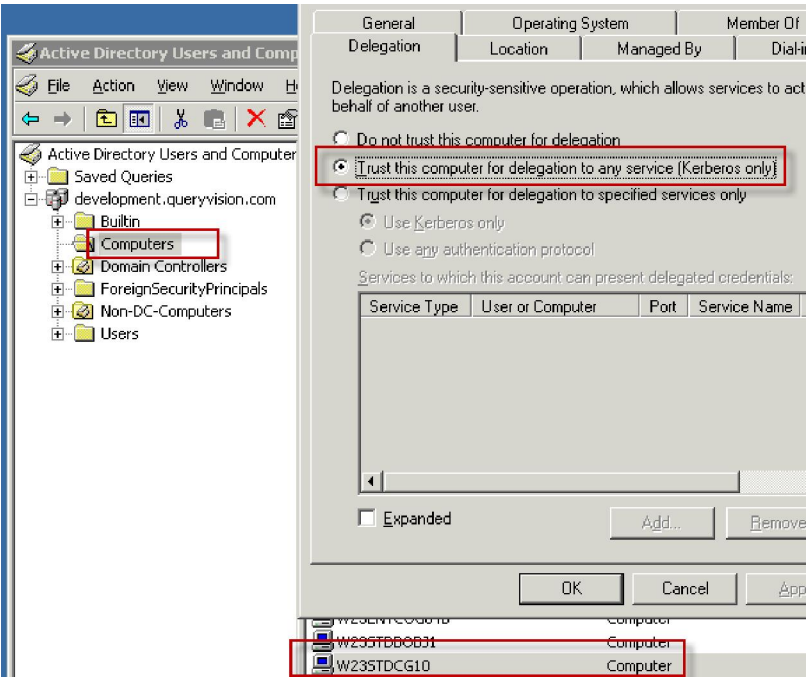 Active Directory Users and Comp
File Action View Window H
Active Directory Users and Computer
Saved Queries
development.queryvision.com
Builtin
Computers
Domain Controllers
ForeignSecurityPrincipals
Non-DC-Computers
Users
General Operating System Member Of
Delegation Location Managed By Dial-i
Delegation is a security-sensitive operation, which allows services to act
behalf of another user.
Do not trust this computer for delegation
Trust this computer for delegation to any service (Kerberos only)
Trust this computer for delegation to specified services only
Use Kerberos only
Use any authentication protocol
Services to which this account can present delegated credentials:
Service Type User or Computer Port Service Name
Expanded Add... Remove
OK Cancel App
Computer
Computer
W23STDCG10 Computer